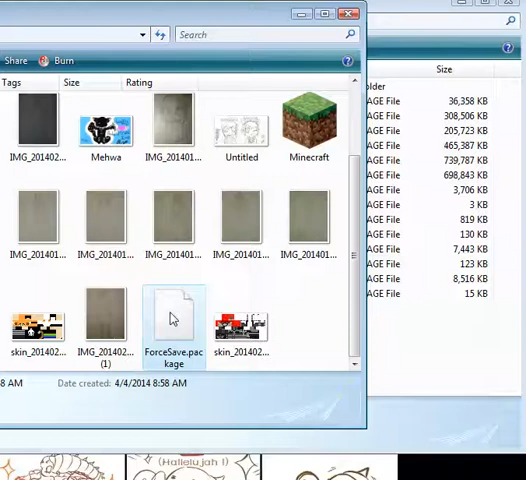 Search
Share Burn
Tags Size Rating
IMG_201402... Mehwa IMG_201401... Untitled Minecraft
IMG_201401... IMG_201401... IMG_201401... IMG_201401... IMG_201401...
skin_201402... IMG_201402... ForceSave.pac skin_201402...
(1) kkage
8 AM Date created: 4/4/2014 8:58 AM
Size
older
AGE File 36,358 KB
AGE File 308,506 KB
AGE File 205,723 KB
AGE File 465,387 KB
AGE File 739,787 KB
AGE File 698,843 KB
AGE File 3,706 KB
AGE File 3 KB
AGE File 819 KB
AGE File 130 KB
AGE File 7,443 KB
AGE File 123 KB
AGE File 8,516 KB
AGE File 15 KB
(Hallelujah!)